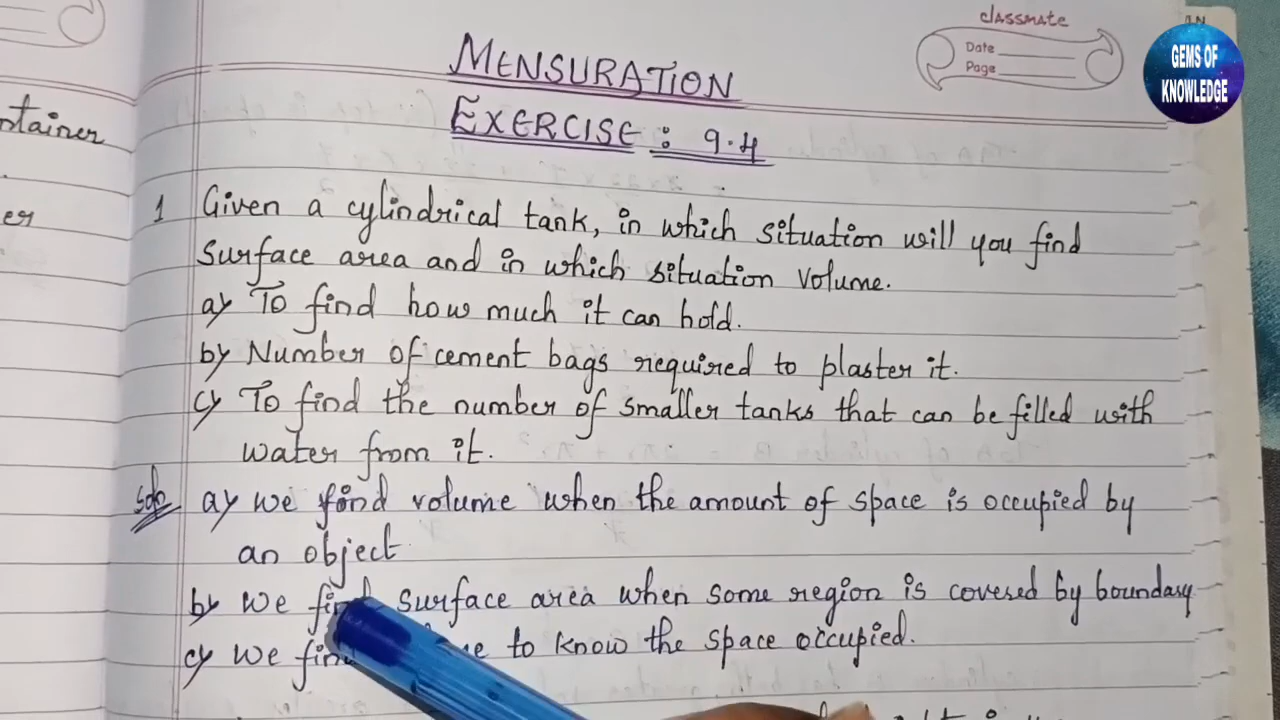 classmate
Date
Page
GEMS OF
KNOWLEDGE
MENSURATION
EXERCISE : 9.4
ntainer
er
1 Given a cylindrical tank, in which situation will you find
surface area and in which situation volume.
a) To find how much it can hold.
b) Number of cement bags required to plaster it.
c) To find the number of smaller tanks that can be filled with
water from it.
Soln a) We find volume when the amount of space is occupied by
an object
b) We find surface area when some region is covered by boundary
c) We find to know the space occupied.